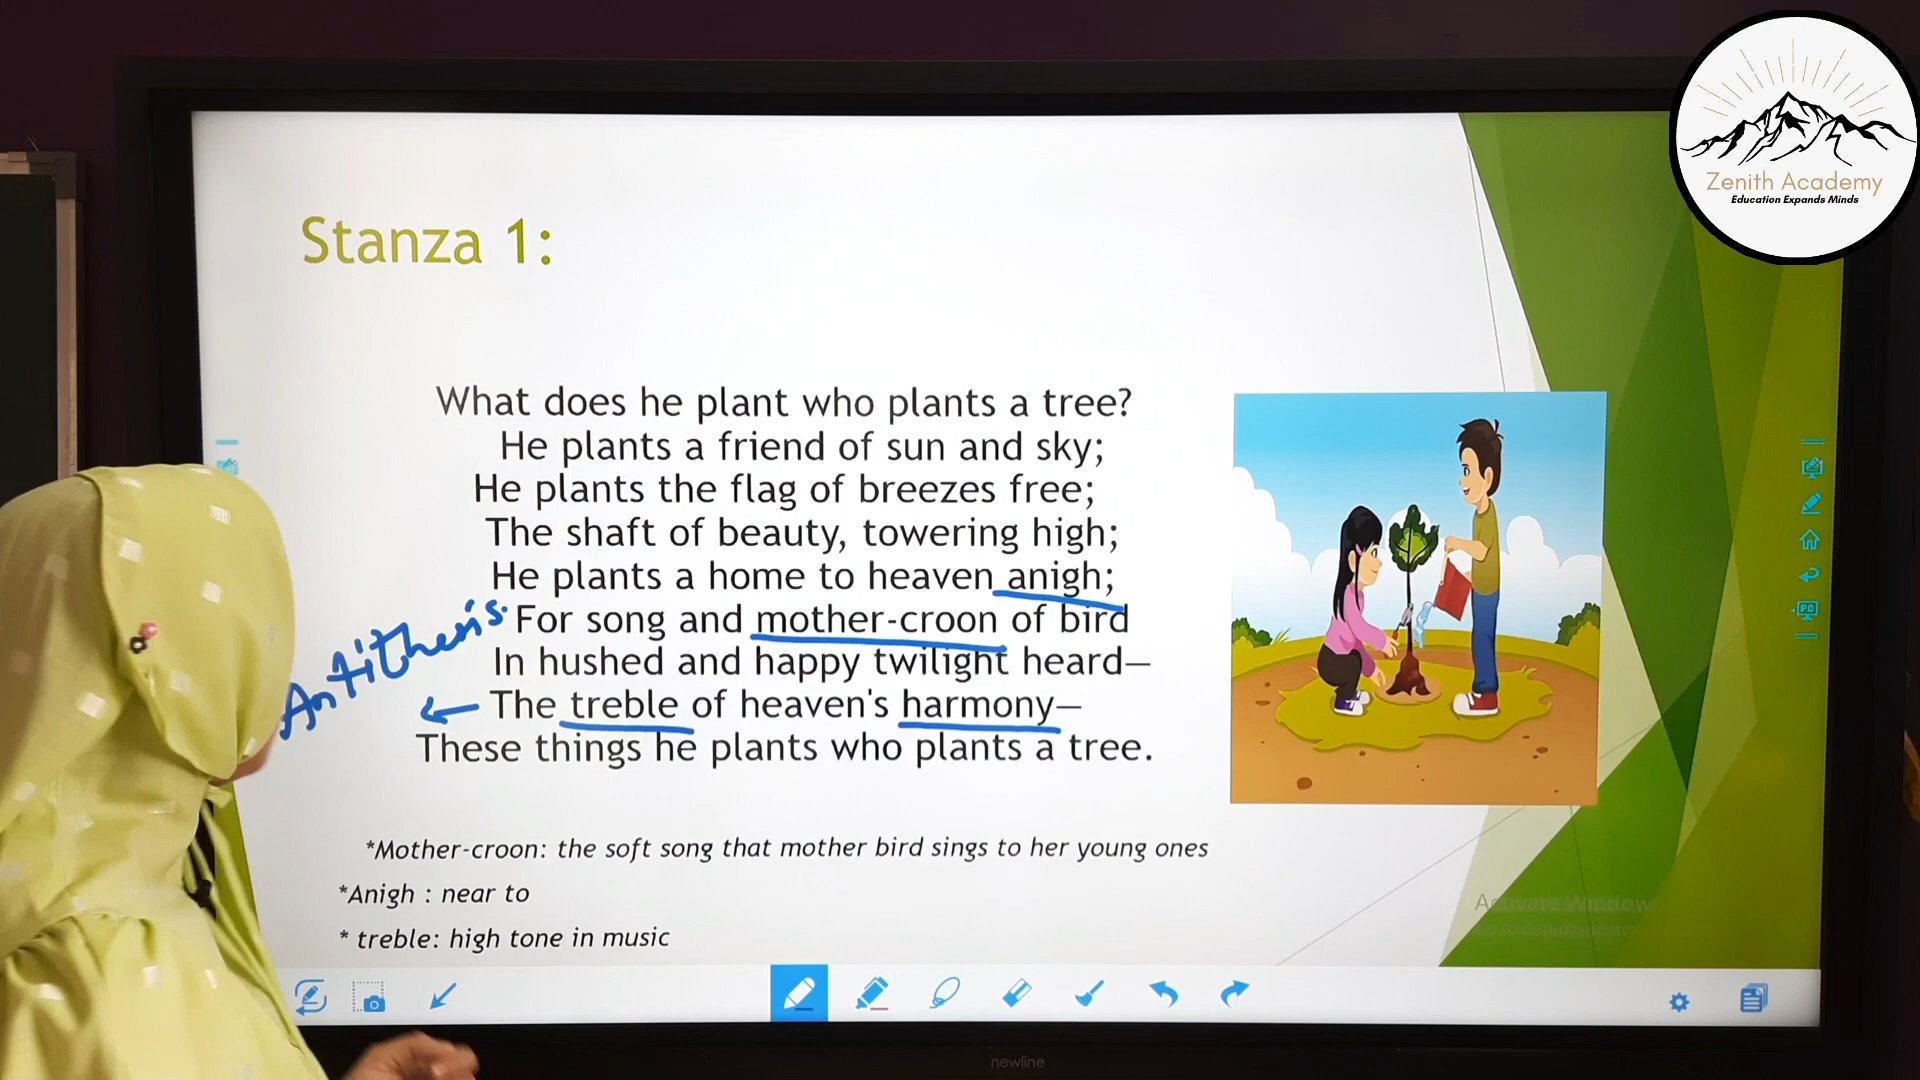 Zenith Academy
Education Expands Minds
Stanza 1:
What does he plant who plants a tree?
He plants a friend of sun and sky;
He plants the flag of breezes free;
The shaft of beauty, towering high;
He plants a home to heaven anigh;
Antithesis.
For song and mother-croon of bird
In hushed and happy twilight heard—
The treble of heaven's harmony—
These things he plants who plants a tree.
*Mother-croon: the soft song that mother bird sings to her young ones
*Anigh : near to
* treble: high tone in music
Activate Window
PC
newline